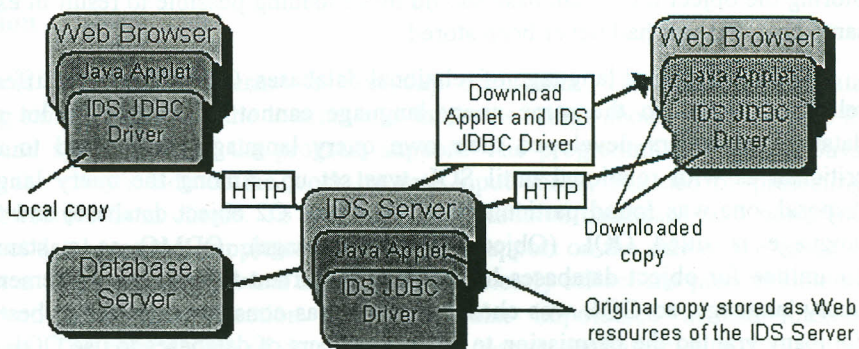 Web Browser
Java Applet
IDS JDBC
Driver
Local copy
HTTP
Download
Applet and IDS
JDBC Driver
HTTP
Web Browser
Java Applet
IDS JDBC
Driver
Downloaded
copy
IDS Server
Java Applet
IDS JDBC
Driver
Database
Server
Original copy stored as Web
resources of the IDS Server